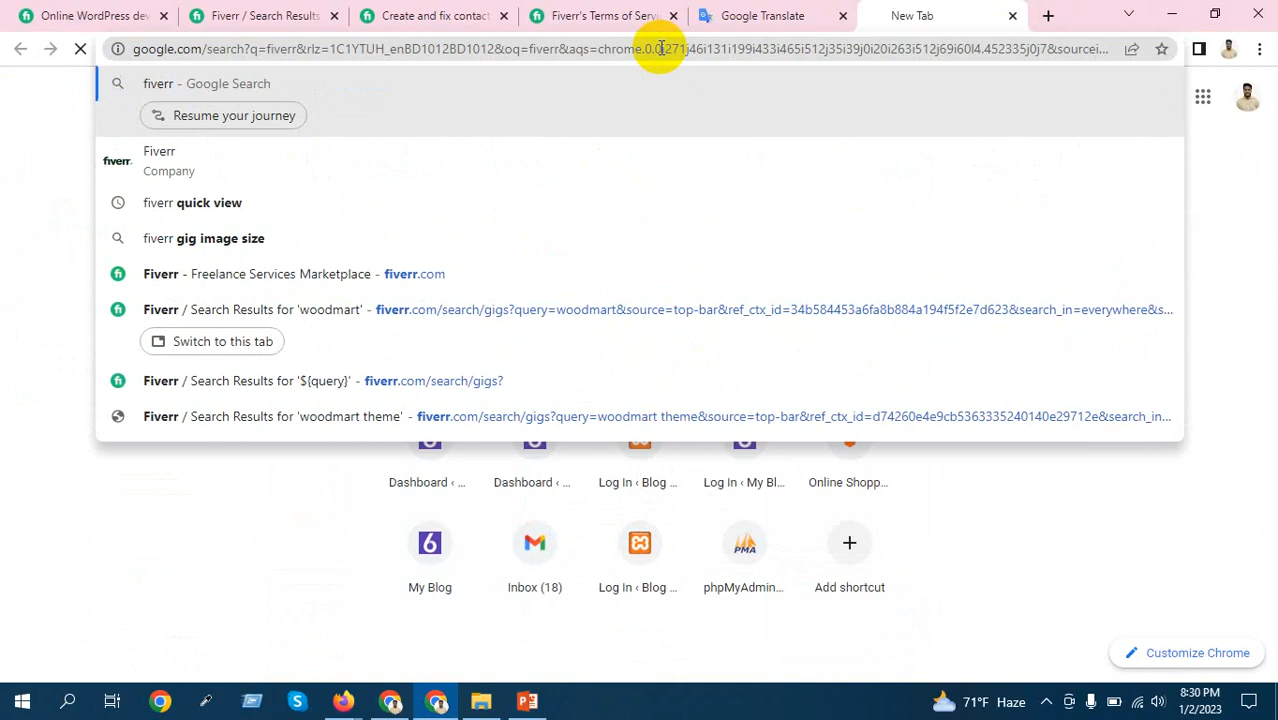 Online WordPress dev
Fiverr / Search Results
Create and fix contact
Fiverr's Terms of Servi
Google Translate
New Tab
google.com/search?q=fiverr&rlz=1C1YTUH_enBD1012BD1012&oq=fiverr&aqs=chrome.0.0i271j46i131i199i433i465i512j35i39j0i20i263i512j69i60l4.452335j0j7&sourcei...
fiverr - Google Search
Resume your journey
fiverr.
Fiverr
Company
fiverr quick view
fiverr gig image size
Fiverr - Freelance Services Marketplace - fiverr.com
Fiverr / Search Results for 'woodmart' - fiverr.com/search/gigs?query=woodmart&source=top-bar&ref_ctx_id=34b584453a6fa8b884a194f5f2e7d623&search_in=everywhere&s...
Switch to this tab
Fiverr / Search Results for '${query}' - fiverr.com/search/gigs?
Fiverr / Search Results for 'woodmart theme' - fiverr.com/search/gigs?query=woodmart theme&source=top-bar&ref_ctx_id=d74260e4e9cb5363335240140e29712e&search_in...
Dashboard ‹ ...
Dashboard ‹ ...
Log In ‹ Blog ...
Log In ‹ My Bl...
Online Shopp...
PMA
My Blog
Inbox (18)
Log In ‹ Blog ...
phpMyAdmin...
Add shortcut
Customize Chrome
71°F Haze
8:30 PM
1/2/2023